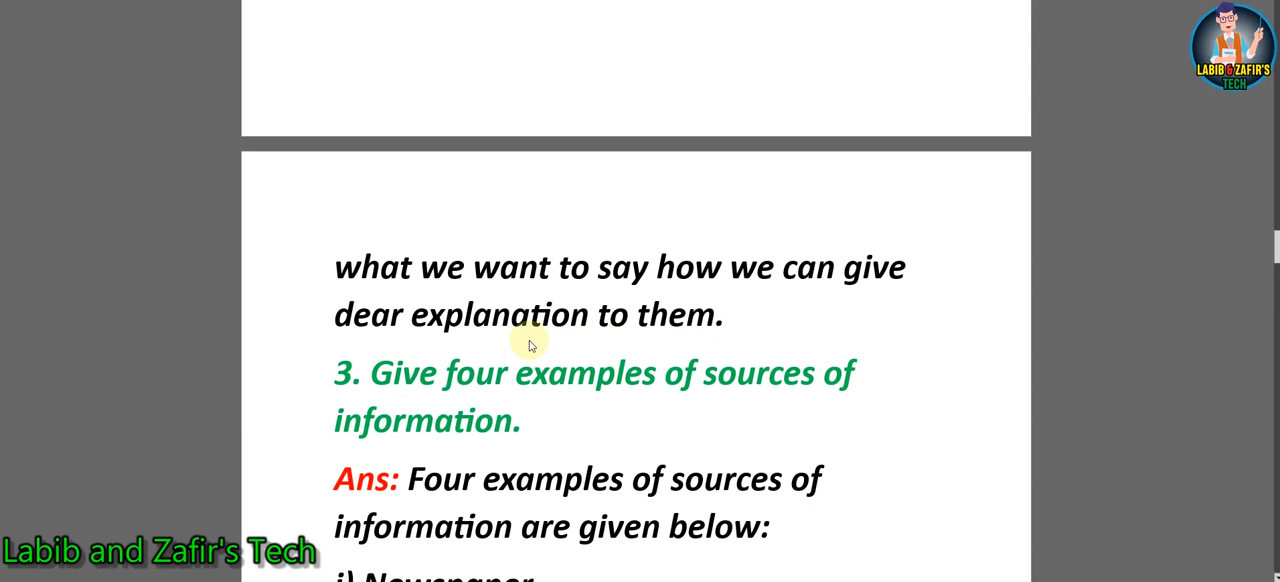 LABIB & ZAFIR'S
TECH
what we want to say how we can give
dear explanation to them.
3. Give four examples of sources of
information.
Ans: Four examples of sources of
information are given below:
i) Newspaper
Labib and Zafir's Tech